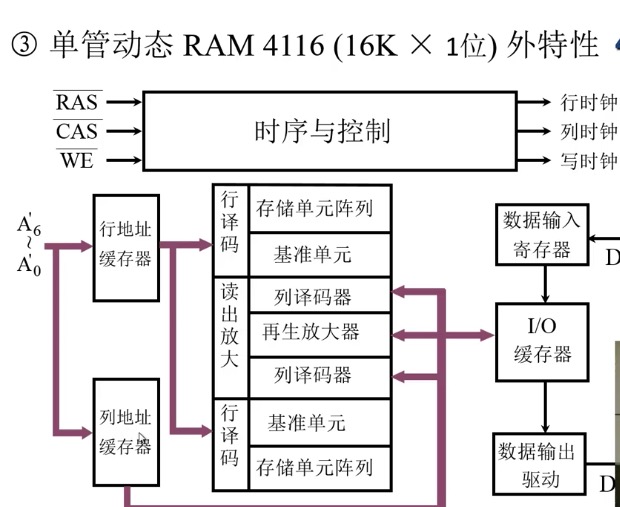 ③ 单管动态 RAM 4116 (16K × 1位) 外特性
RAS
CAS
WE
时序与控制
行时钟
列时钟
写时钟
A'6
~
A'0
行地址
缓存器
列地址
缓存器
行译码
存储单元阵列
基准单元
读出放大
列译码器
再生放大器
列译码器
行译码
基准单元
存储单元阵列
数据输入
寄存器
D
I/O
缓存器
数据输出
驱动
D